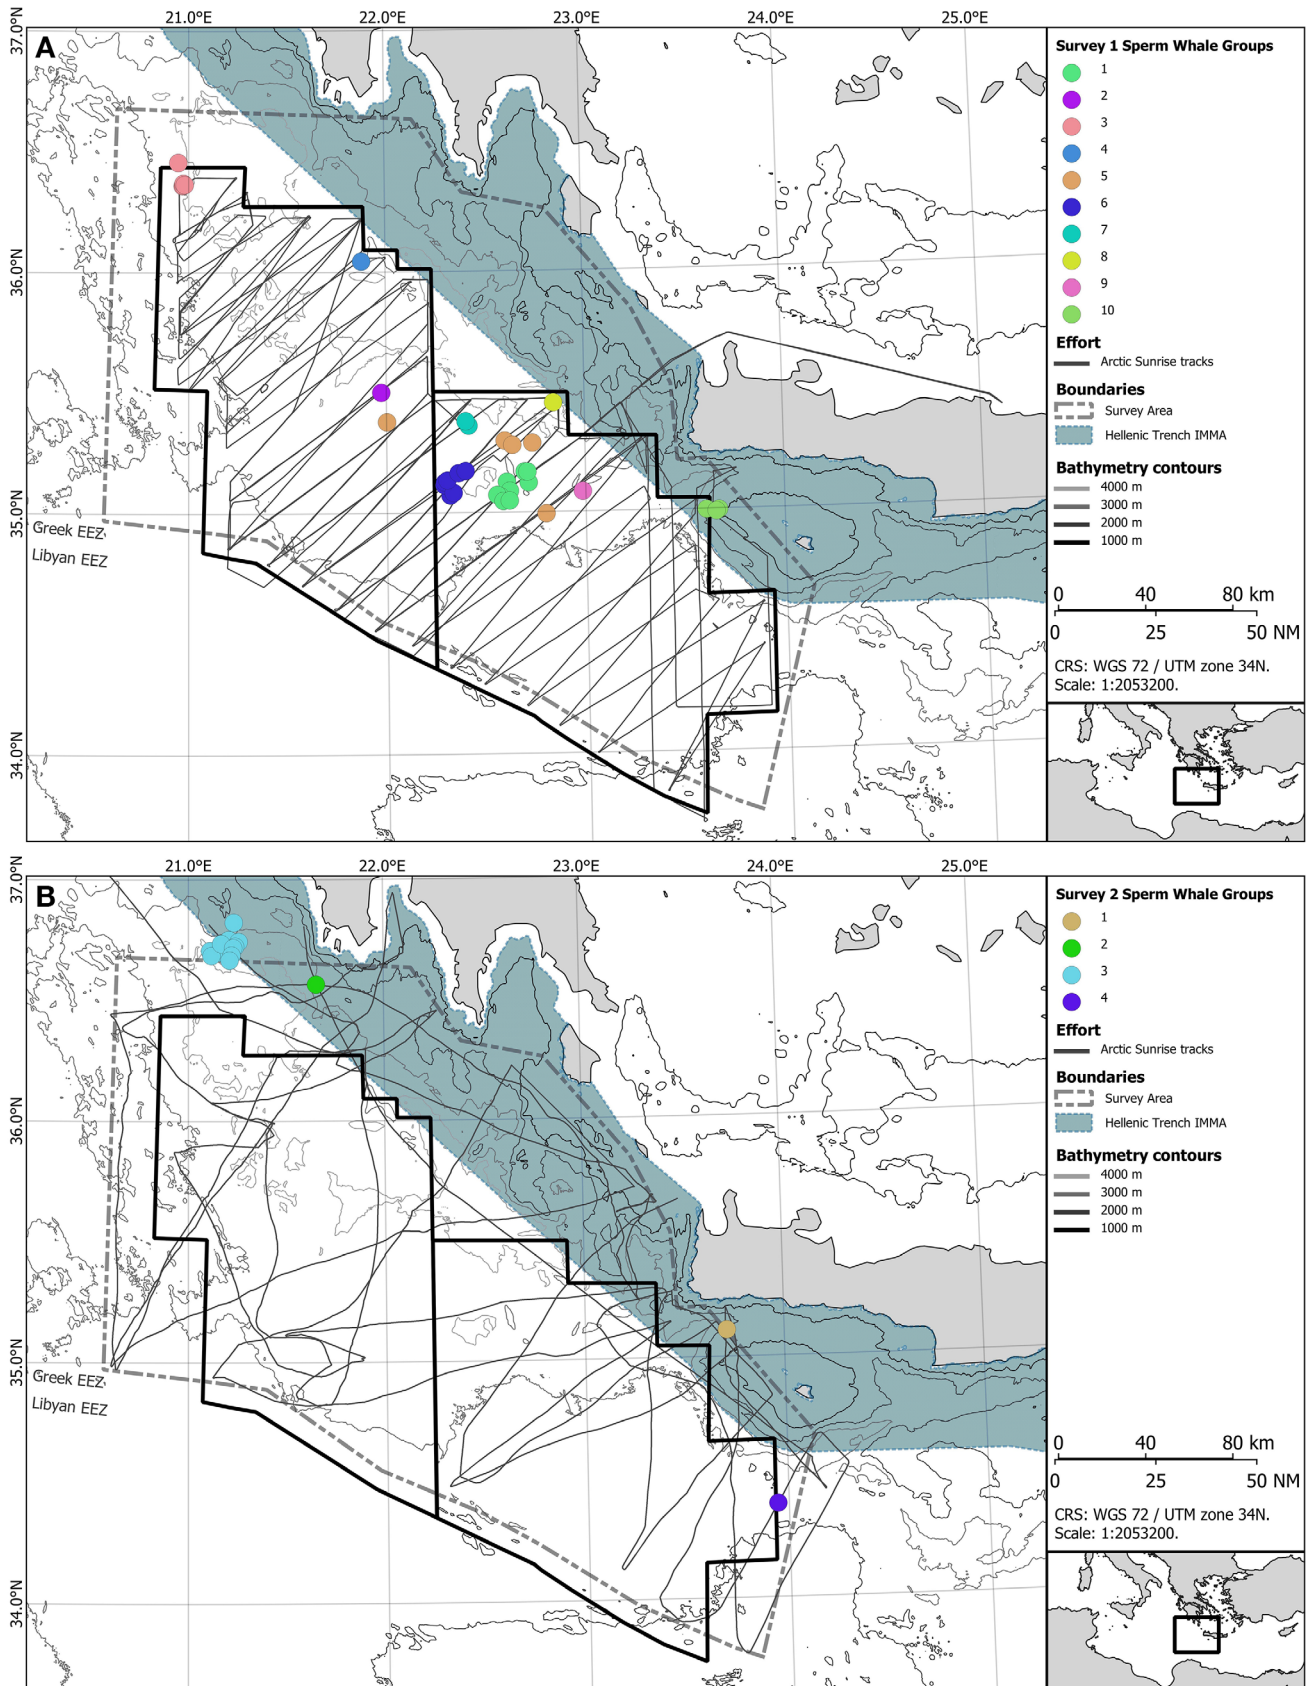 21.0°E 22.0°E 23.0°E 24.0°E 25.0°E
37.0°N
A
36.0°N
35.0°N
34.0°N
Greek EEZ
Libyan EEZ
Survey 1 Sperm Whale Groups
1
2
3
4
5
6
7
8
9
10
Effort
Arctic Sunrise tracks
Boundaries
Survey Area
Hellenic Trench IMMA
Bathymetry contours
4000 m
3000 m
2000 m
1000 m
0 40 80 km
0 25 50 NM
CRS: WGS 72 / UTM zone 34N.
Scale: 1:2053200.
21.0°E 22.0°E 23.0°E 24.0°E 25.0°E
37.0°N
B
36.0°N
35.0°N
34.0°N
Greek EEZ
Libyan EEZ
Survey 2 Sperm Whale Groups
1
2
3
4
Effort
Arctic Sunrise tracks
Boundaries
Survey Area
Hellenic Trench IMMA
Bathymetry contours
4000 m
3000 m
2000 m
1000 m
0 40 80 km
0 25 50 NM
CRS: WGS 72 / UTM zone 34N.
Scale: 1:2053200.